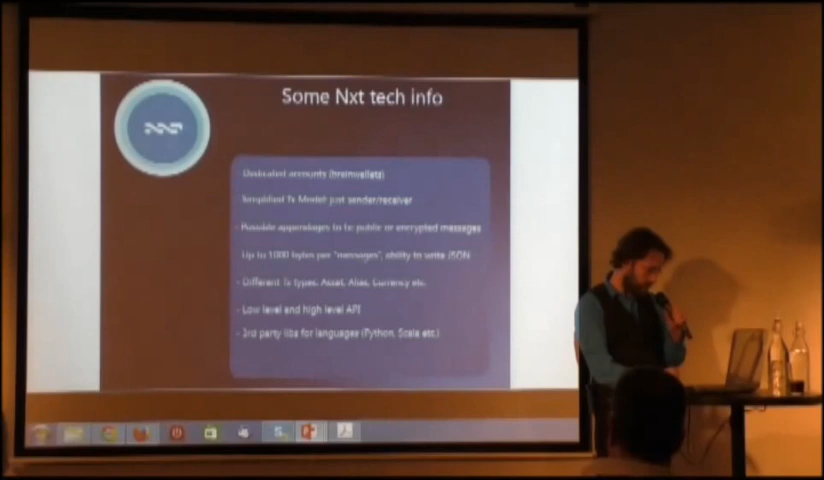 Some Nxt tech info
Dedicated accounts (brainwallets)
Simplified Tx Model: just sender/receiver
- Possible appendages to tx: public or encrypted messages
Up to 1000 bytes per "messages", ability to write JSON
- Different Tx types: Asset, Alias, Currency etc.
- Low level and high level API
- 3rd party libs for languages (Python, Scala etc.)